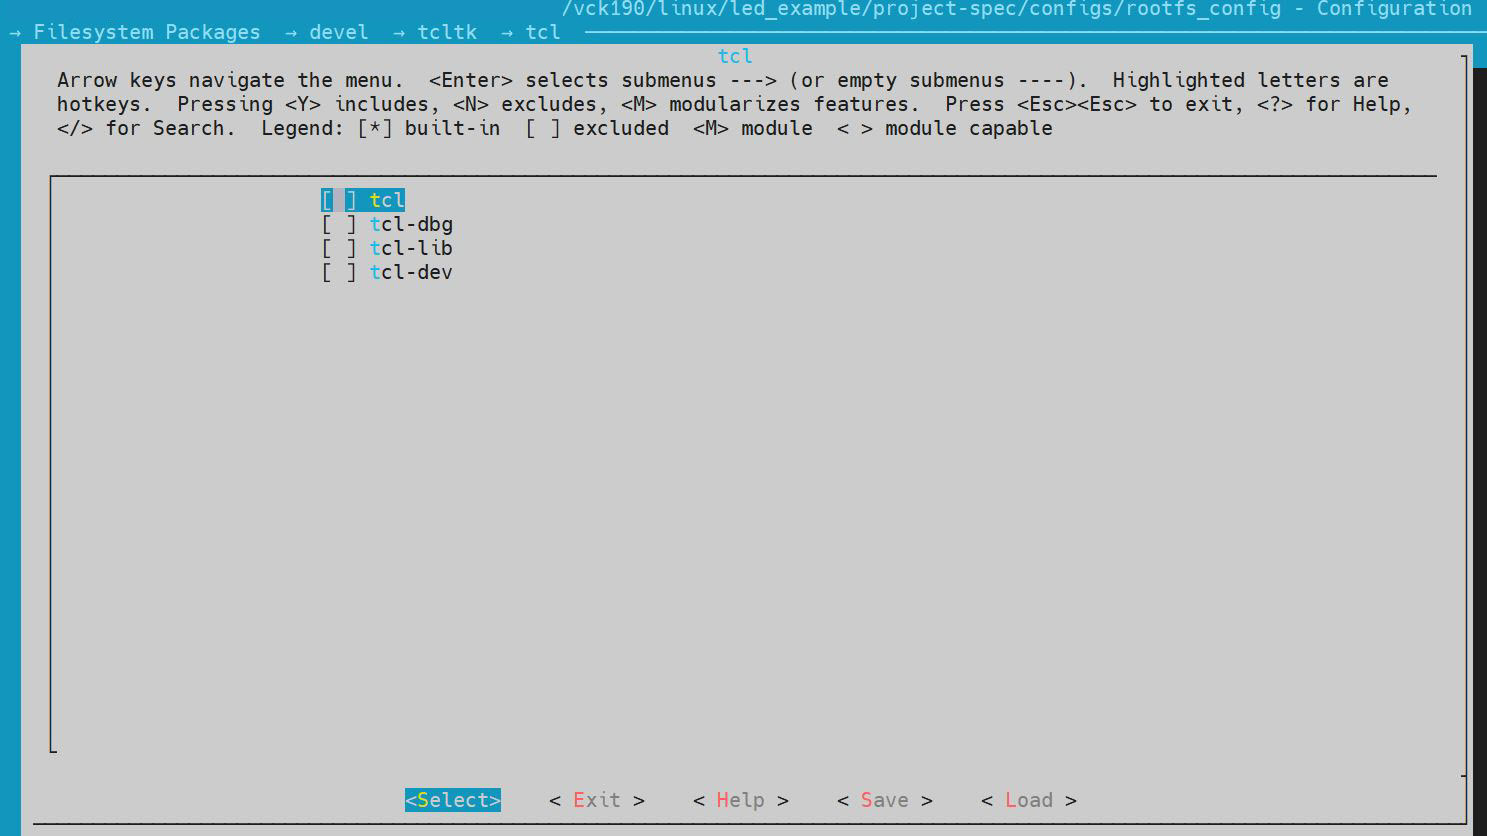 /vck190/linux/led_example/project-spec/configs/rootfs_config - Configuration
→ Filesystem Packages → devel → tcltk → tcl
tcl
Arrow keys navigate the menu. <Enter> selects submenus ---> (or empty submenus ----). Highlighted letters are
hotkeys. Pressing <Y> includes, <N> excludes, <M> modularizes features. Press <Esc><Esc> to exit, <?> for Help,
</> for Search. Legend: [*] built-in [ ] excluded <M> module < > module capable
[ ] tcl
[ ] tcl-dbg
[ ] tcl-lib
[ ] tcl-dev
<Select> < Exit > < Help > < Save > < Load >